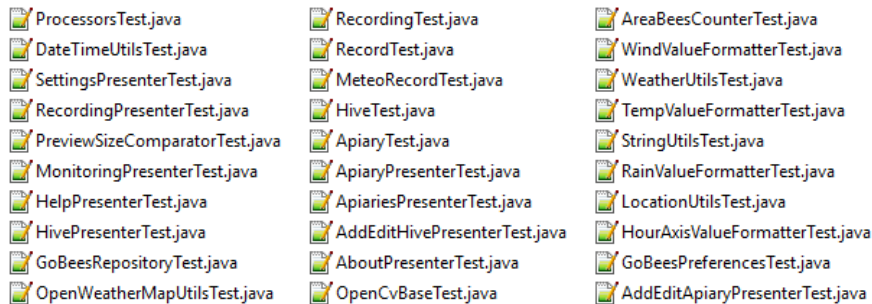 ProcessorsTest.java
DateTimeUtilsTest.java
SettingsPresenterTest.java
RecordingPresenterTest.java
PreviewSizeComparatorTest.java
MonitoringPresenterTest.java
HelpPresenterTest.java
HivePresenterTest.java
GoBeesRepositoryTest.java
OpenWeatherMapUtilsTest.java
RecordingTest.java
RecordTest.java
MeteoRecordTest.java
HiveTest.java
ApiaryTest.java
ApiaryPresenterTest.java
ApiariesPresenterTest.java
AddEditHivePresenterTest.java
AboutPresenterTest.java
OpenCvBaseTest.java
AreaBeesCounterTest.java
WindValueFormatterTest.java
WeatherUtilsTest.java
TempValueFormatterTest.java
StringUtilsTest.java
RainValueFormatterTest.java
LocationUtilsTest.java
HourAxisValueFormatterTest.java
GoBeesPreferencesTest.java
AddEditApiaryPresenterTest.java